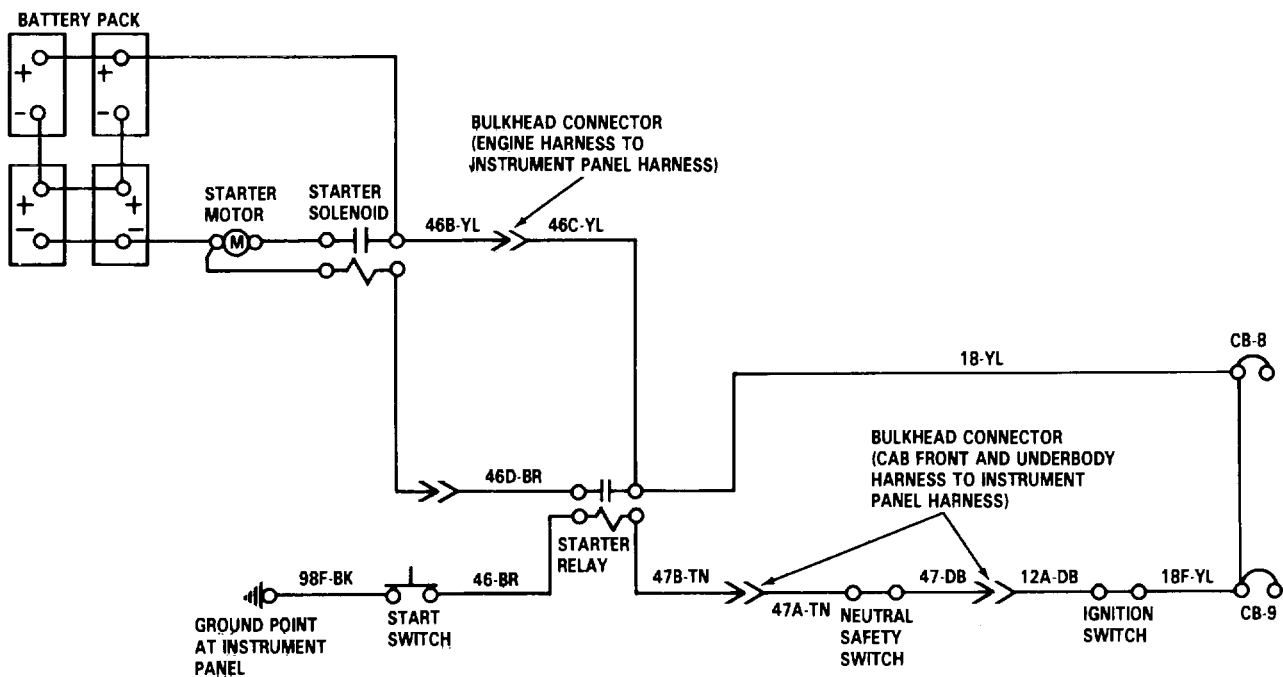 BATTERY PACK
+
+
-
-
+
+
-
-
STARTER
MOTOR
M
STARTER
SOLENOID
BULKHEAD CONNECTOR
(ENGINE HARNESS TO
INSTRUMENT PANEL HARNESS)
46B-YL
46C-YL
18-YL
CB-8
BULKHEAD CONNECTOR
(CAB FRONT AND UNDERBODY
HARNESS TO INSTRUMENT
PANEL HARNESS)
46D-BR
STARTER
RELAY
98F-BK
46-BR
47B-TN
47A-TN
47-DB
12A-DB
18F-YL
CB-9
GROUND POINT
AT INSTRUMENT
PANEL
START
SWITCH
NEUTRAL
SAFETY
SWITCH
IGNITION
SWITCH